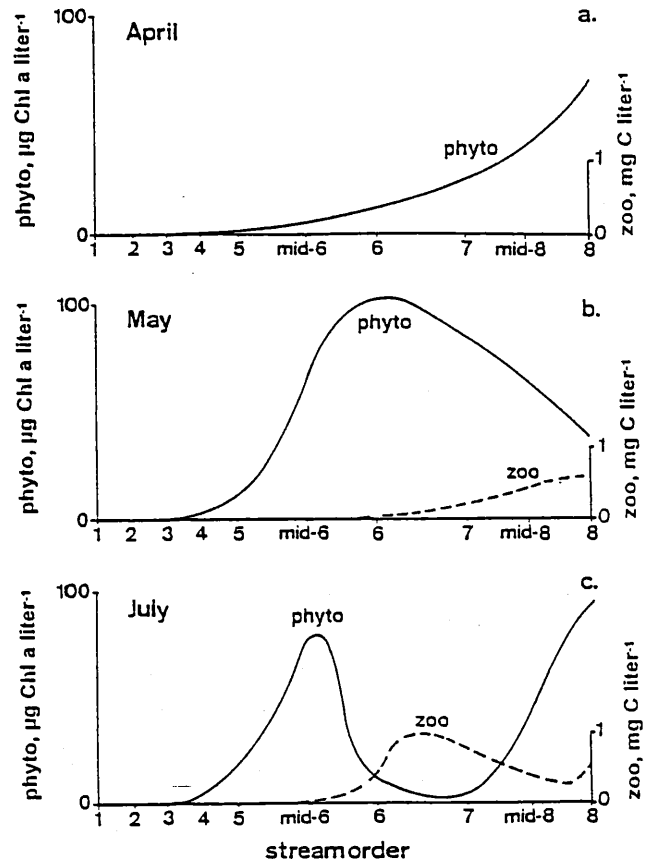 a.
April
100
phyto, µg Chl a liter-1
phyto
zoo, mg C liter-1
1
0
0
1 2 3 4 5 mid-6 6 7 mid-8 8
b.
May
100
phyto, µg Chl a liter-1
phyto
zoo
zoo, mg C liter-1
1
0
0
1 2 3 4 5 mid-6 6 7 mid-8 8
c.
July
100
phyto, µg Chl a liter-1
phyto
zoo
zoo, mg C liter-1
1
0
0
1 2 3 4 5 mid-6 6 7 mid-8 8
stream order